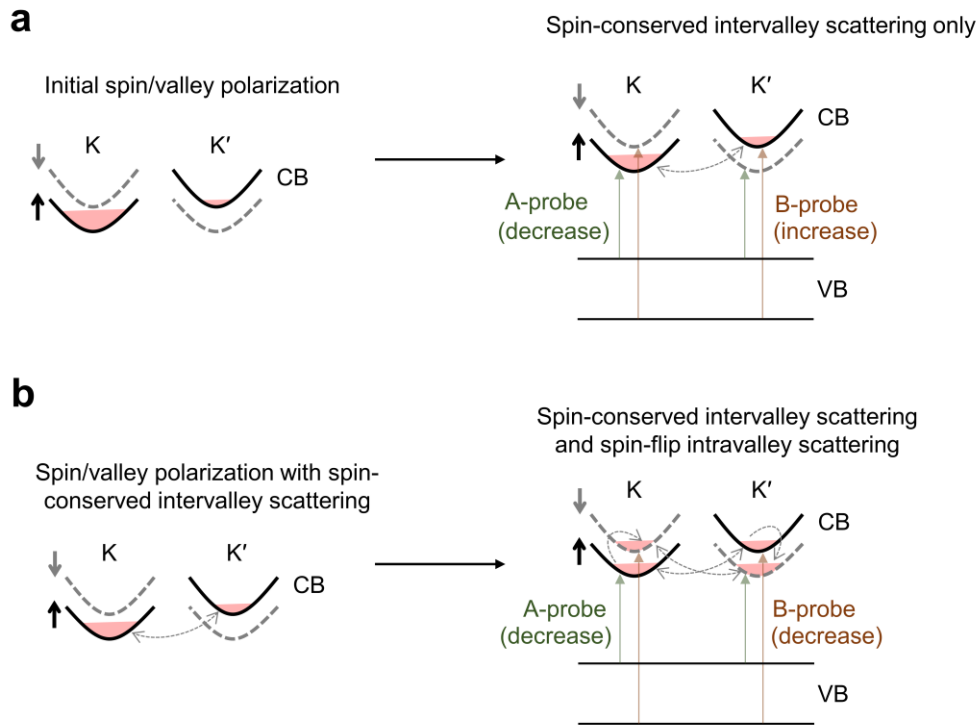 a
Spin-conserved intervalley scattering only
Initial spin/valley polarization
K
K′
CB
K
K′
CB
A-probe
(decrease)
B-probe
(increase)
VB
b
Spin-conserved intervalley scattering
and spin-flip intravalley scattering
Spin/valley polarization with spin-
conserved intervalley scattering
K
K′
CB
K
K′
CB
A-probe
(decrease)
B-probe
(decrease)
VB